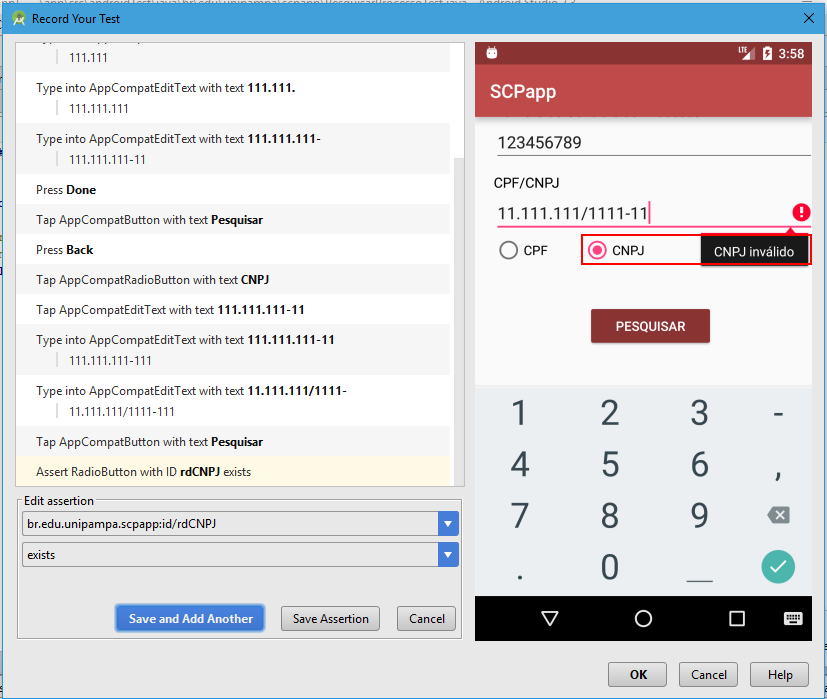 Record Your Test
111.111
Type into AppCompatEditText with text 111.111.
111.111.111
Type into AppCompatEditText with text 111.111.111-
111.111.111-11
Press Done
Tap AppCompatButton with text Pesquisar
Press Back
Tap AppCompatRadioButton with text CNPJ
Tap AppCompatEditText with text 111.111.111-11
Type into AppCompatEditText with text 111.111.111-11
111.111.111-111
Type into AppCompatEditText with text 11.111.111/1111-
11.111.111/1111-111
Tap AppCompatButton with text Pesquisar
Assert RadioButton with ID rdCNPJ exists
Edit assertion
br.edu.unipampa.scpapp:id/rdCNPJ
exists
Save and Add Another Save Assertion Cancel
LTE 3:58
SCPapp
123456789
CPF/CNPJ
11.111.111/1111-11
CPF CNPJ CNPJ inválido
PESQUISAR
1 2 3 -
4 5 6 ,
7 8 9
. 0 _
OK Cancel Help